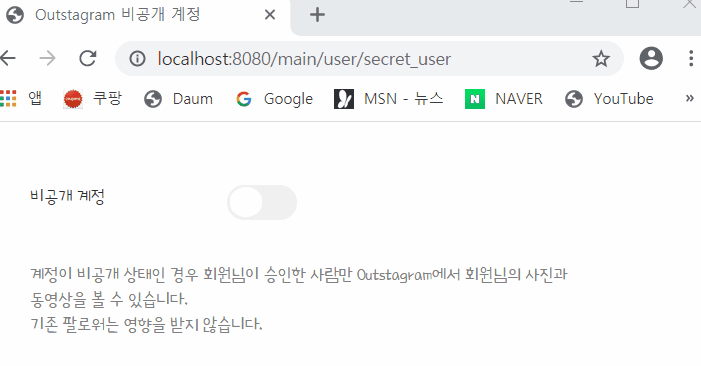 Outstagram 비공개 계정
localhost:8080/main/user/secret_user
앱 쿠팡 Daum Google MSN - 뉴스 NAVER YouTube »
비공개 계정
계정이 비공개 상태인 경우 회원님이 승인한 사람만 Outstagram에서 회원님의 사진과
동영상을 볼 수 있습니다.
기존 팔로워는 영향을 받지 않습니다.